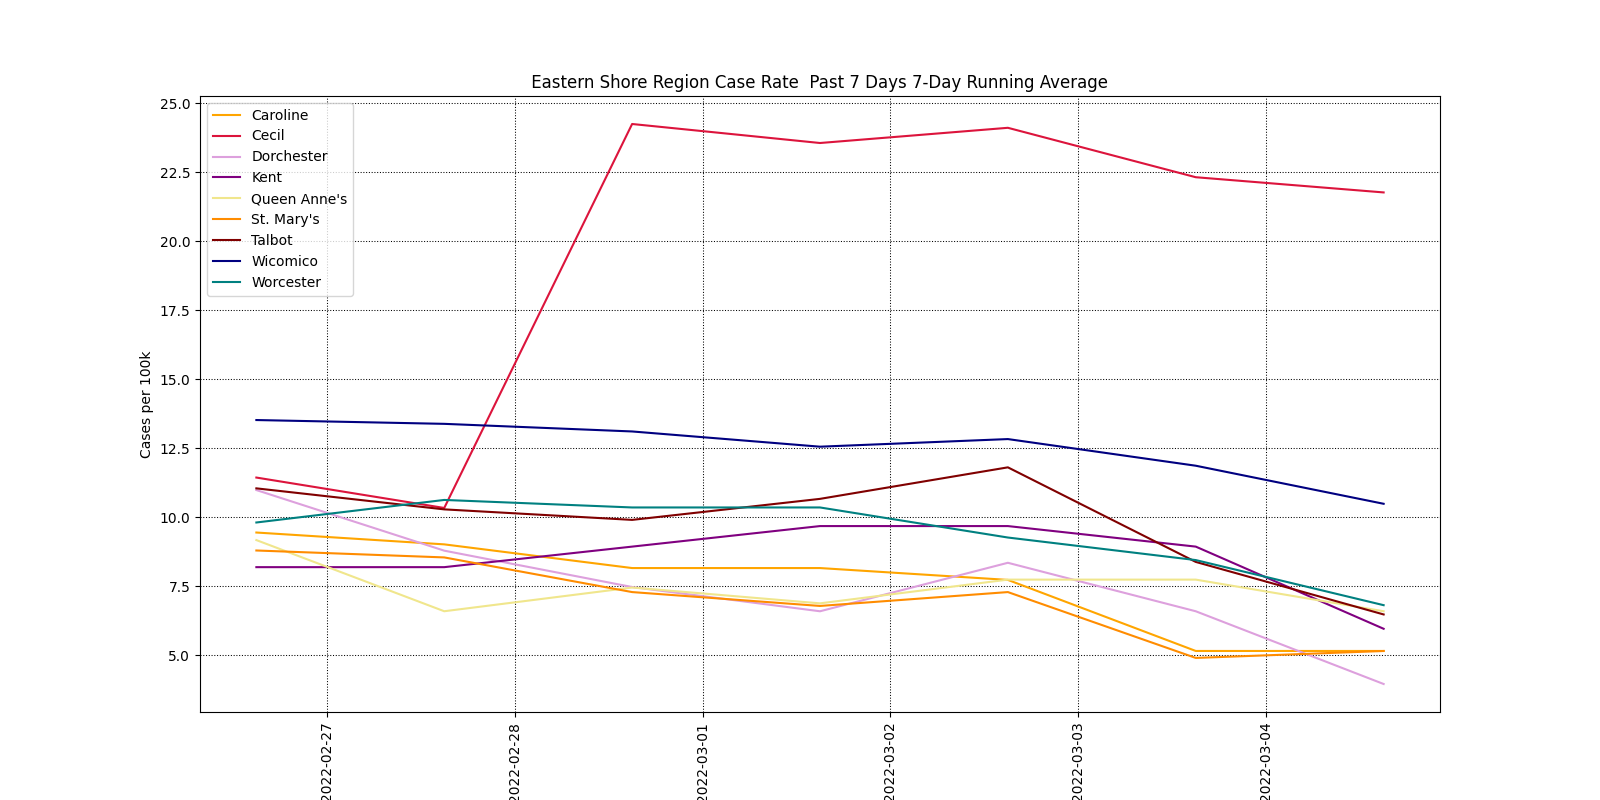 Eastern Shore Region Case Rate  Past 7 Days 7-Day Running Average
25.0
22.5
20.0
17.5
15.0
12.5
10.0
7.5
5.0
Cases per 100k
Caroline
Cecil
Dorchester
Kent
Queen Anne's
St. Mary's
Talbot
Wicomico
Worcester
2022-02-27
2022-02-28
2022-03-01
2022-03-02
2022-03-03
2022-03-04